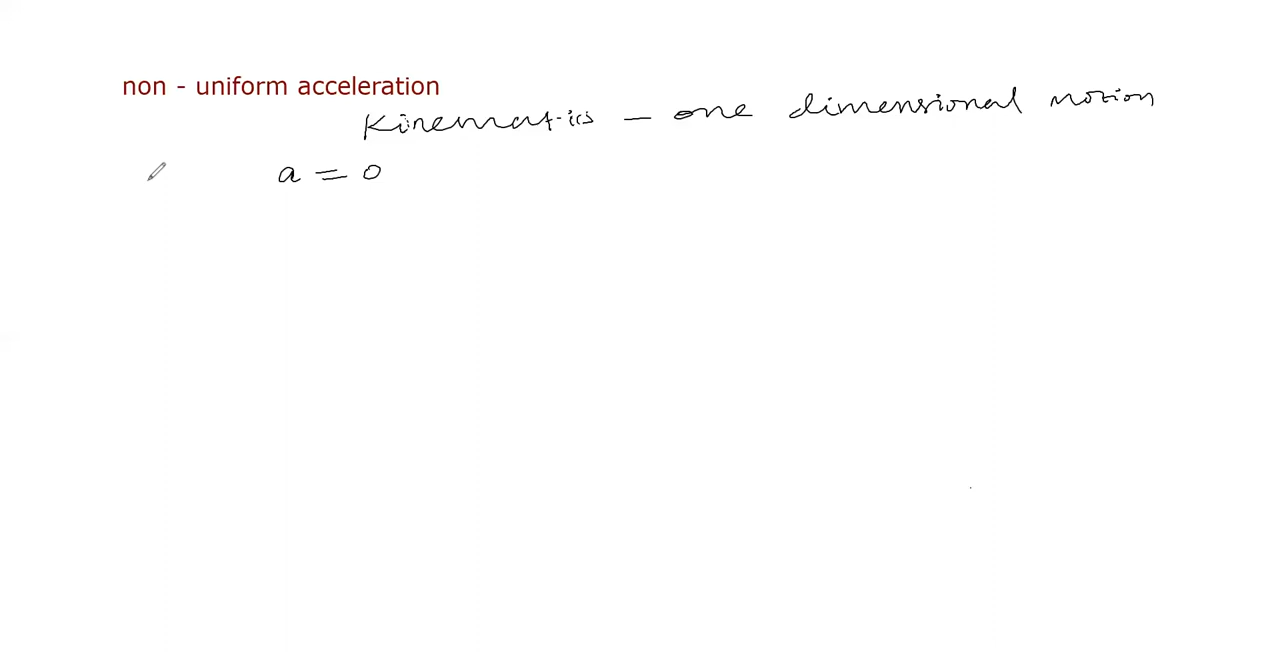 non - uniform acceleration
Kinematics - one dimensional motion
a = 0